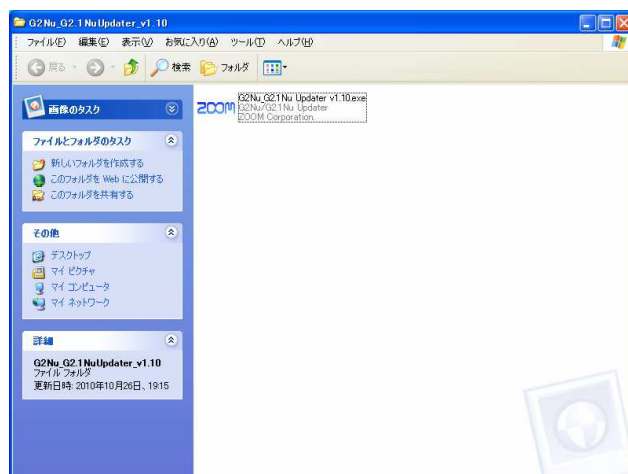 G2Nu_G2.1NuUpdater_v1.10
ファイル(F) 編集(E) 表示(V) お気に入り(A) ツール(T) ヘルプ(H)
戻る 検索 フォルダ
画像のタスク
ファイルとフォルダのタスク
新しいフォルダを作成する
このフォルダを Web に公開する
このフォルダを共有する
その他
デスクトップ
マイ ピクチャ
マイ コンピュータ
マイ ネットワーク
詳細
G2Nu_G2.1NuUpdater_v1.10
ファイル フォルダ
更新日時: 2010年10月26日、19:15
ZOOM
G2Nu_G2.1Nu Updater v1.10.exe
G2Nu/G2.1Nu Updater
ZOOM Corporation.